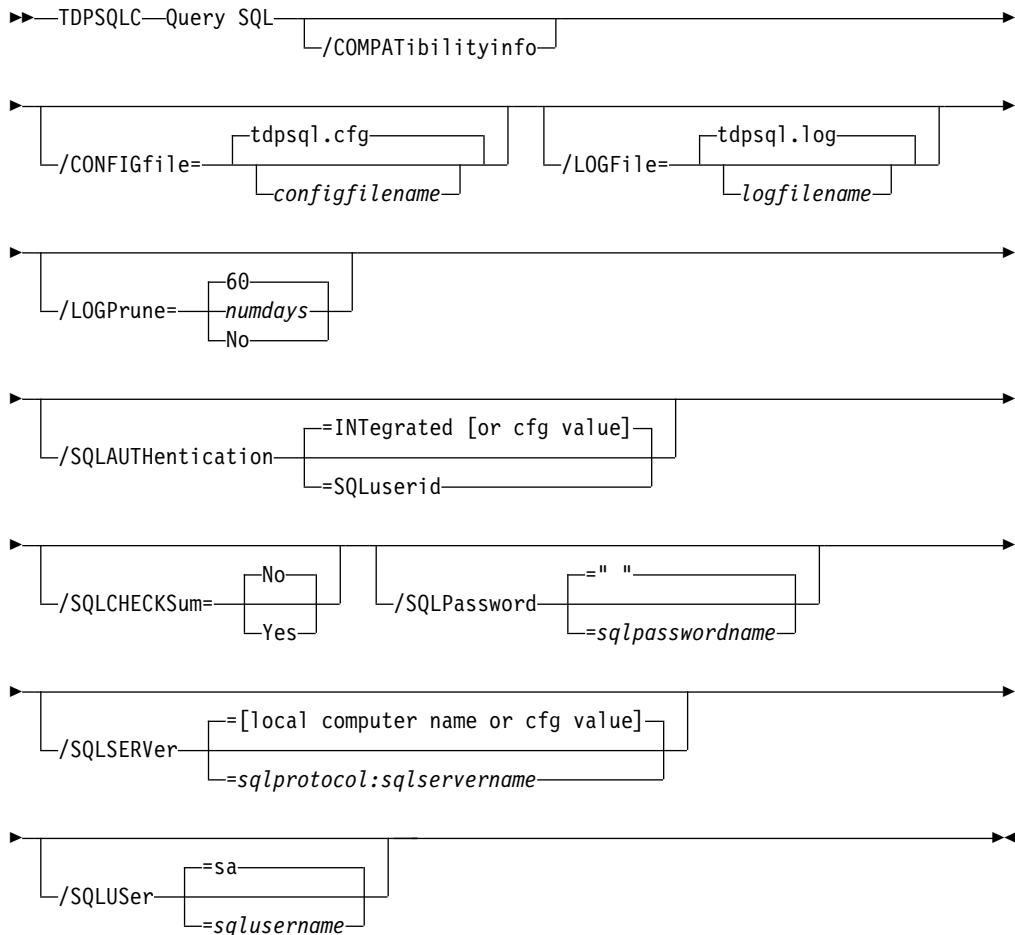 TDPSQLC Query SQL
/COMPATibilityinfo
tdpsql.cfg tdpsql.log
/CONFIGfile= /LOGFile=
configfilename logfilename
60
/LOGPrune= numdays
No
=INTegrated [or cfg value]
/SQLAUTHentication
=SQLuserid
No =" "
/SQLCHECKSum= /SQLPassword
Yes =sqlpasswordname
=[local computer name or cfg value]
/SQLSERVer
=sqlprotocol:sqlservername
=sa
/SQLUSer
=sqlusername